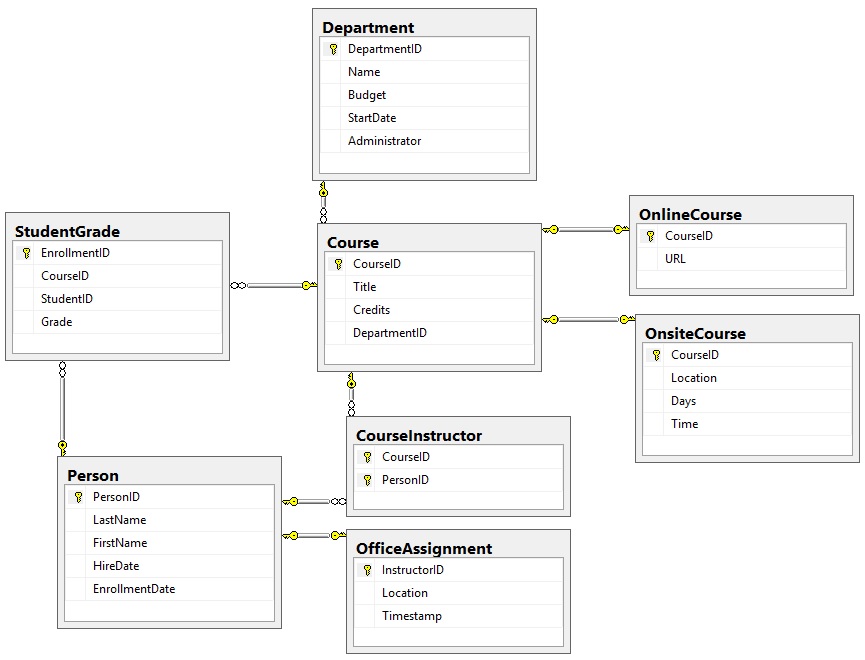 Department
DepartmentID
Name
Budget
StartDate
Administrator
StudentGrade
EnrollmentID
CourseID
StudentID
Grade
Course
CourseID
Title
Credits
DepartmentID
OnlineCourse
CourseID
URL
OnsiteCourse
CourseID
Location
Days
Time
CourseInstructor
CourseID
PersonID
Person
PersonID
LastName
FirstName
HireDate
EnrollmentDate
OfficeAssignment
InstructorID
Location
Timestamp